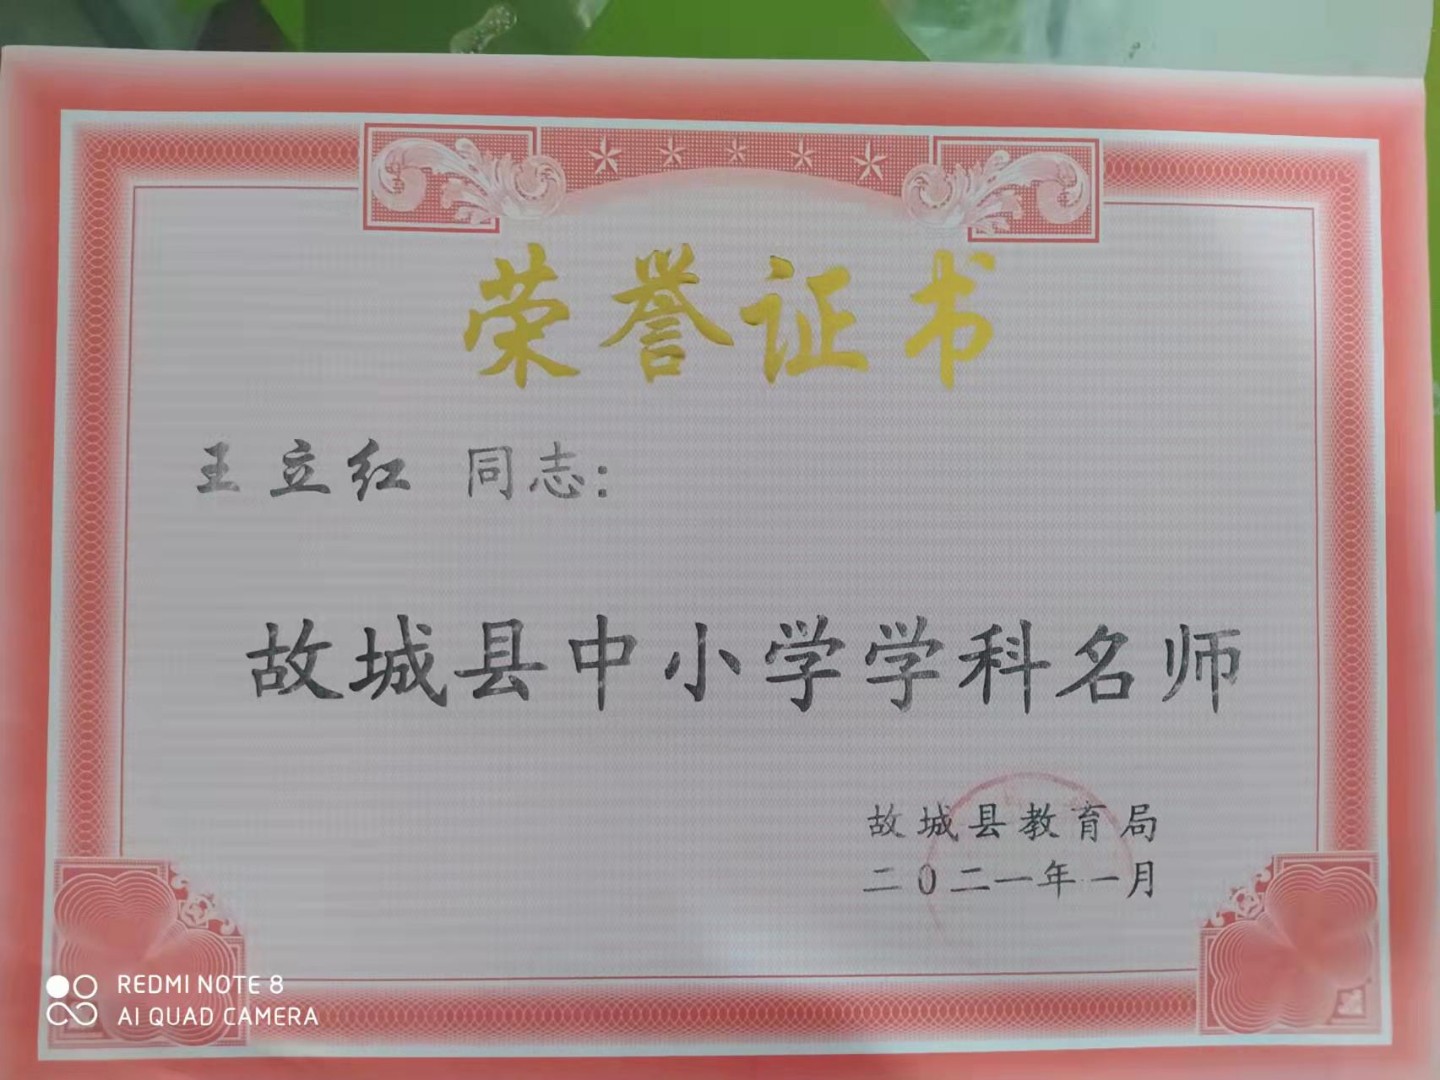 荣誉证书
王立红 同志：
故城县中小学学科名师
故城县教育局
二0二一年一月
REDMI NOTE 8
AI QUAD CAMERA